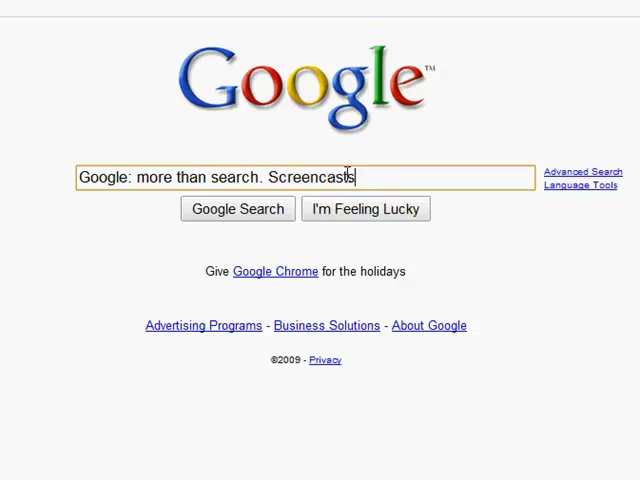 Google™
Google: more than search. Screencasts
Advanced Search
Language Tools
Google Search
I'm Feeling Lucky
Give Google Chrome for the holidays
Advertising Programs - Business Solutions - About Google
©2009 - Privacy